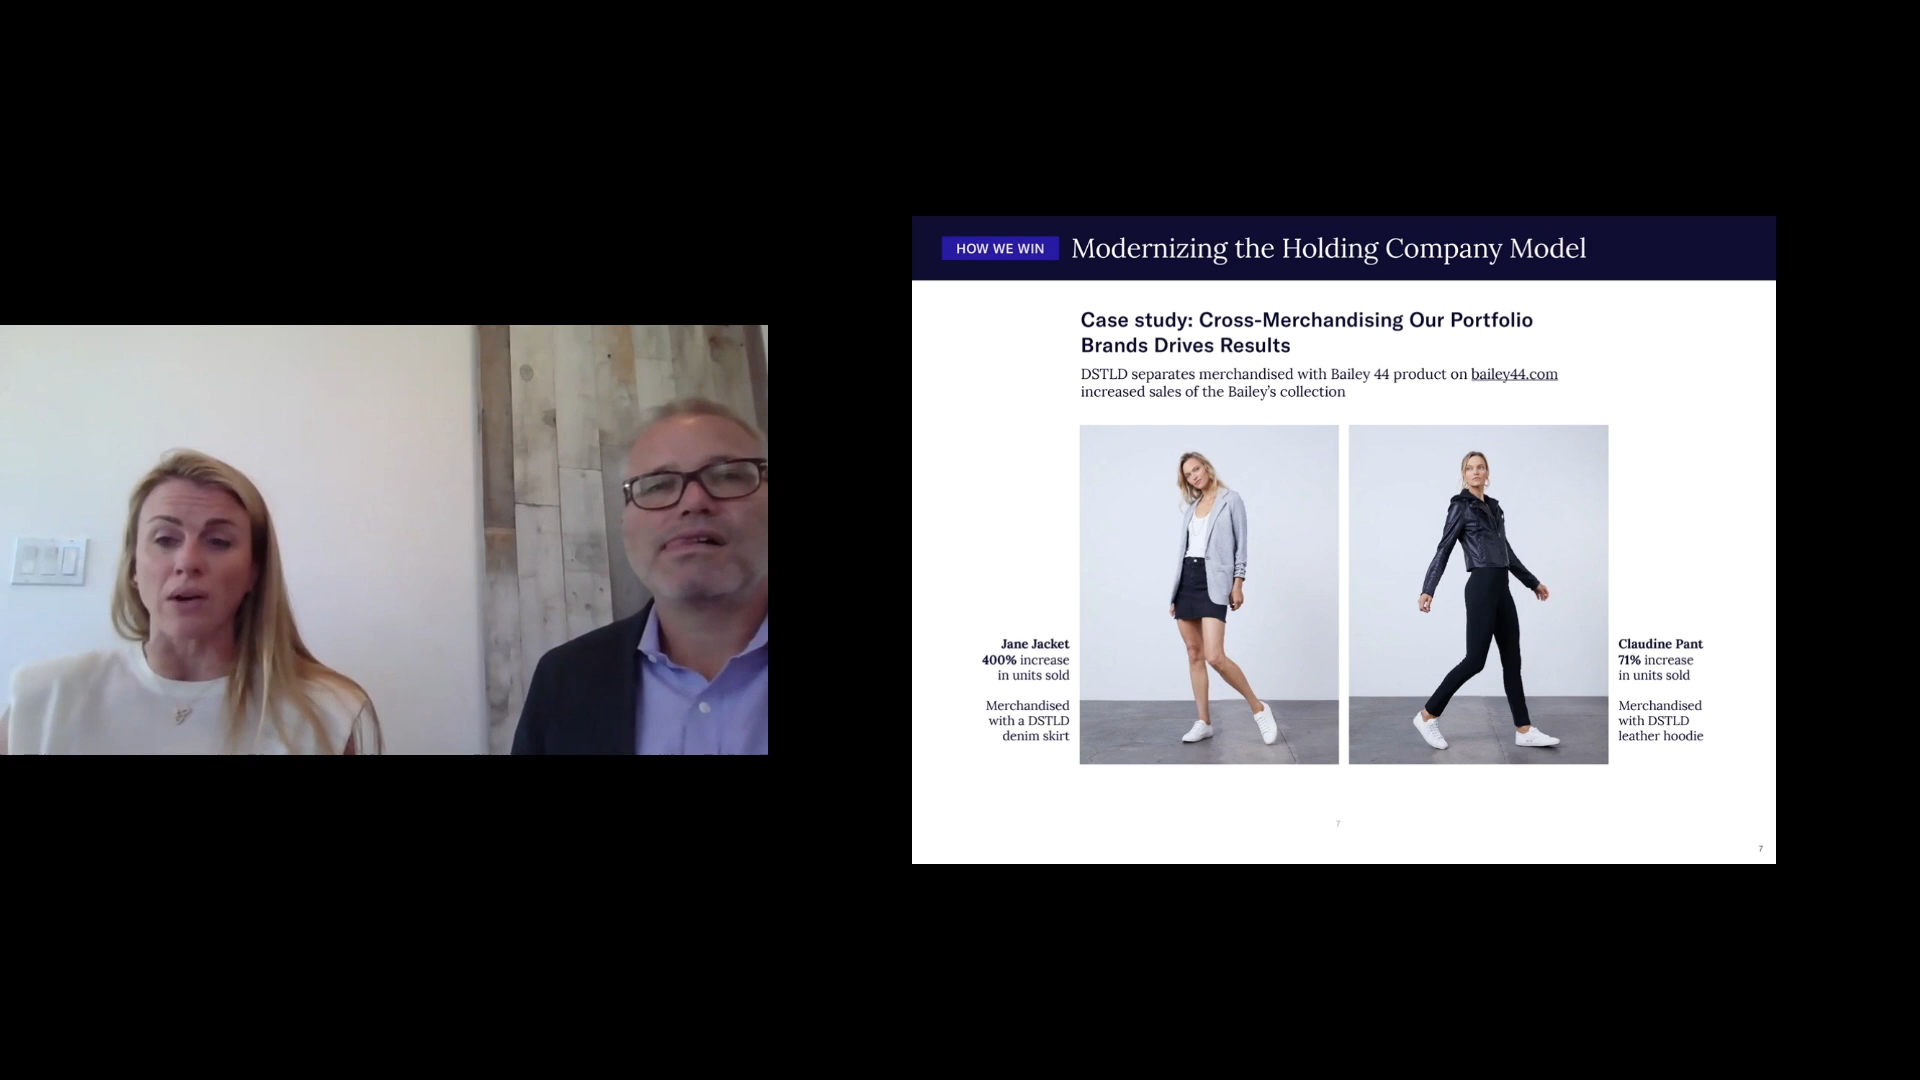 HOW WE WIN Modernizing the Holding Company Model
Case study: Cross-Merchandising Our Portfolio
Brands Drives Results
DSTLD separates merchandised with Bailey 44 product on bailey44.com
increased sales of the Bailey's collection
Jane Jacket
400% increase
in units sold
Merchandised
with a DSTLD
denim skirt
Claudine Pant
71% increase
in units sold
Merchandised
with DSTLD
leather hoodie
7
7